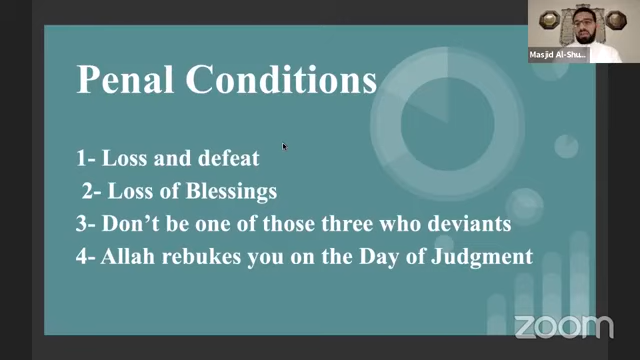 Penal Conditions
1- Loss and defeat
2- Loss of Blessings
3- Don't be one of those three who deviants
4- Allah rebukes you on the Day of Judgment
Masjid Al-Shu...
zoom